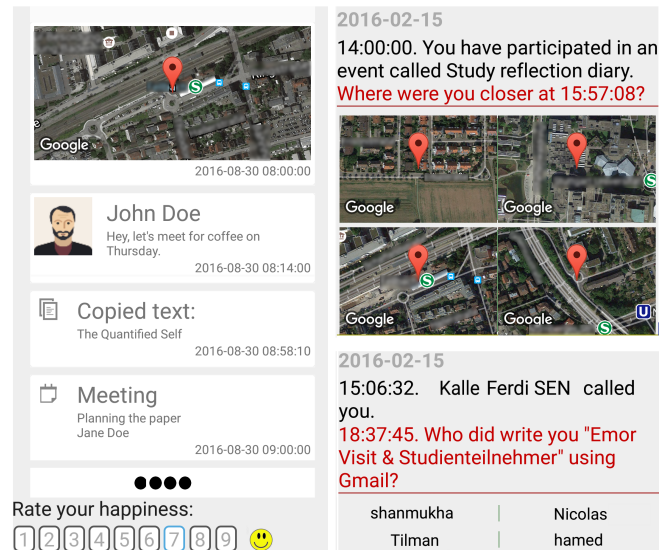 Google
2016-08-30 08:00:00
John Doe
Hey, let's meet for coffee on
Thursday.
2016-08-30 08:14:00
Copied text:
The Quantified Self
2016-08-30 08:58:10
Meeting
Planning the paper
Jane Doe
2016-08-30 09:00:00
Rate your happiness:
1 2 3 4 5 6 7 8 9
2016-02-15
14:00:00. You have participated in an
event called Study reflection diary.
Where were you closer at 15:57:08?
Google Google
S
Google Google
S S U
2016-02-15
15:06:32. Kalle Ferdi SEN called
you.
18:37:45. Who did write you "Emor
Visit & Studienteilnehmer" using
Gmail?
shanmukha | Nicolas
Tilman | hamed